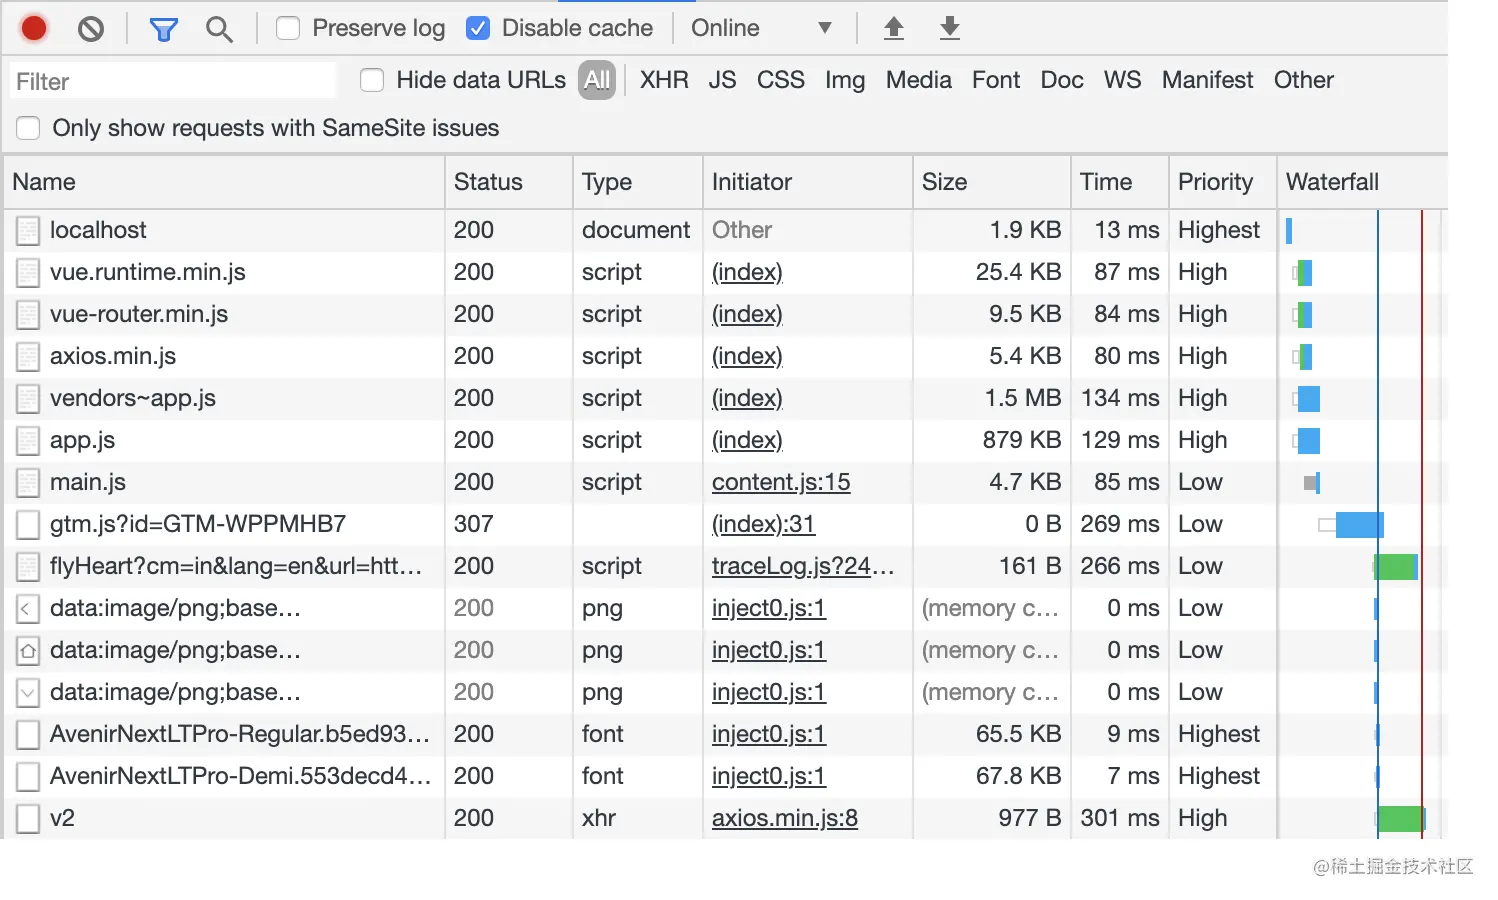 Preserve log Disable cache Online
Filter Hide data URLs All XHR JS CSS Img Media Font Doc WS Manifest Other
Only show requests with SameSite issues
Name Status Type Initiator Size Time Priority Waterfall
localhost 200 document Other 1.9 KB 13 ms Highest
vue.runtime.min.js 200 script (index) 25.4 KB 87 ms High
vue-router.min.js 200 script (index) 9.5 KB 84 ms High
axios.min.js 200 script (index) 5.4 KB 80 ms High
vendors~app.js 200 script (index) 1.5 MB 134 ms High
app.js 200 script (index) 879 KB 129 ms High
main.js 200 script content.js:15 4.7 KB 85 ms Low
gtm.js?id=GTM-WPPMHB7 307 (index):31 0 B 269 ms Low
flyHeart?cm=in&lang=en&url=htt… 200 script traceLog.js?24… 161 B 266 ms Low
data:image/png;base… 200 png inject0.js:1 (memory c… 0 ms Low
data:image/png;base… 200 png inject0.js:1 (memory c… 0 ms Low
data:image/png;base… 200 png inject0.js:1 (memory c… 0 ms Low
AvenirNextLTPro-Regular.b5ed93… 200 font inject0.js:1 65.5 KB 9 ms Highest
AvenirNextLTPro-Demi.553decd4… 200 font inject0.js:1 67.8 KB 7 ms Highest
v2 200 xhr axios.min.js:8 977 B 301 ms High
@稀土掘金技术社区